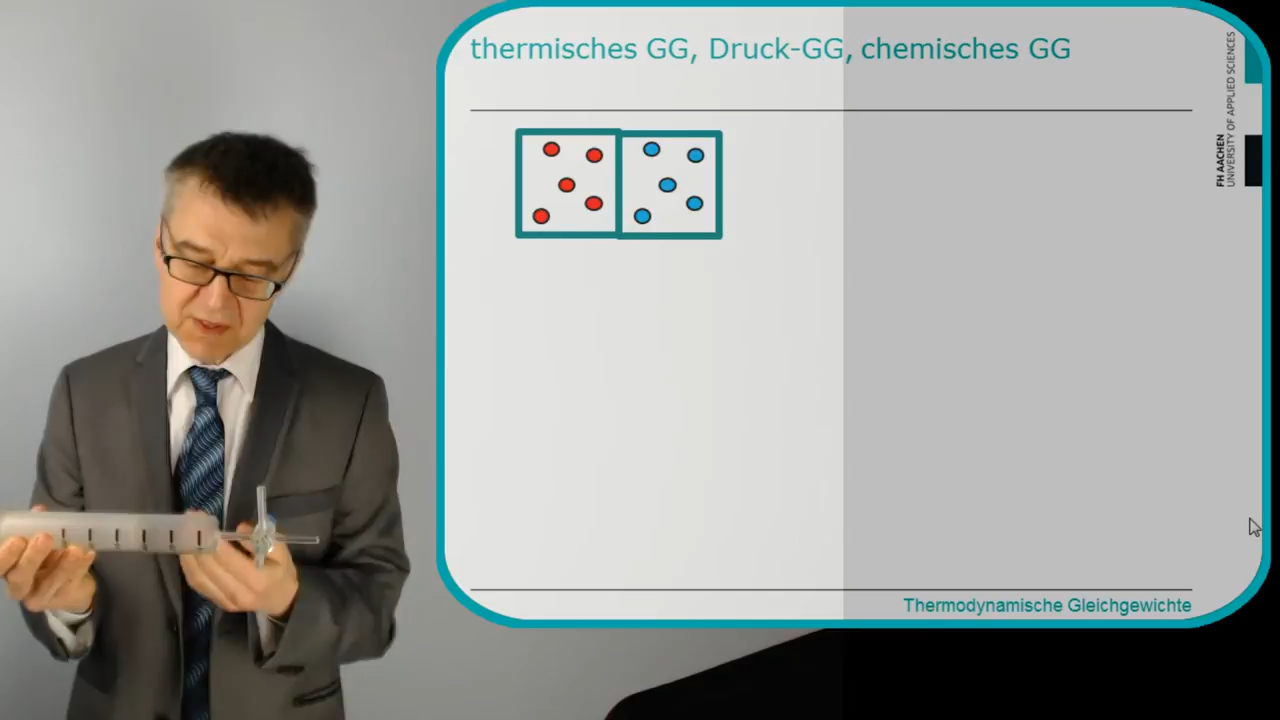 thermisches GG, Druck-GG, chemisches GG
FH AACHEN
UNIVERSITY OF APPLIED SCIENCES
Thermodynamische Gleichgewichte